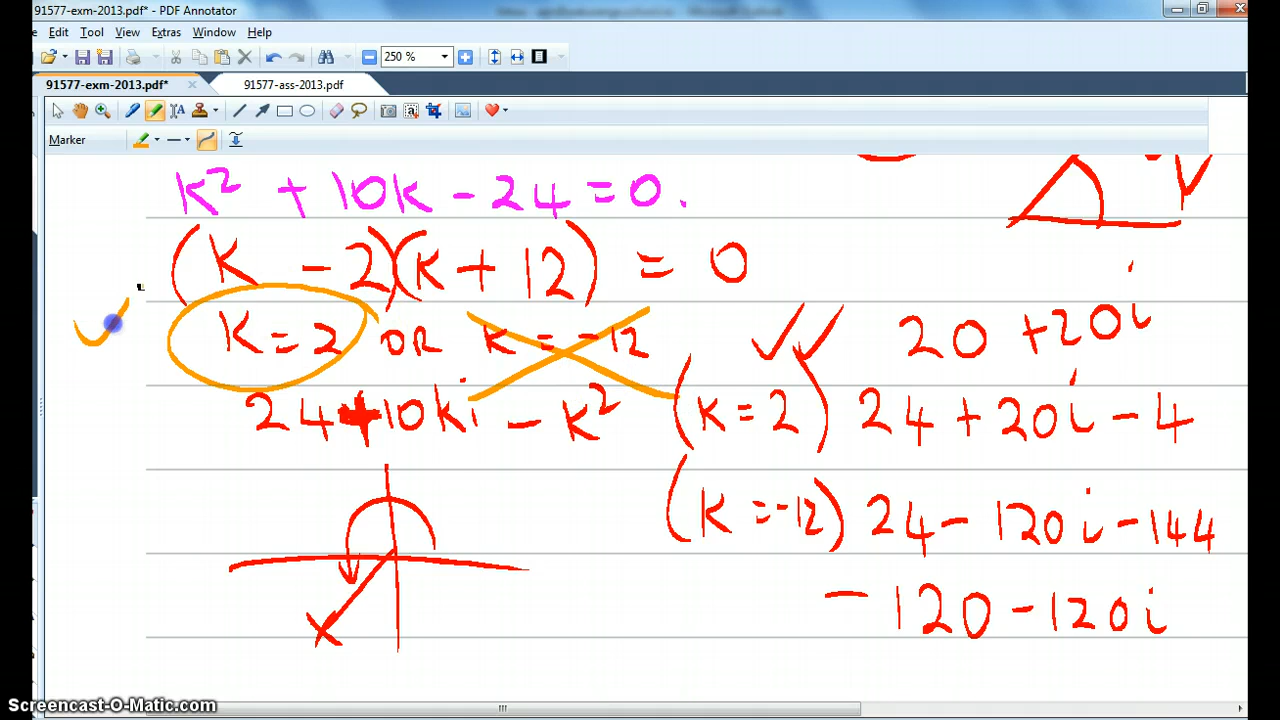 91577-exm-2013.pdf* - PDF Annotator
Edit Tool View Extras Window Help
250 %
91577-exm-2013.pdf* 91577-ass-2013.pdf
Marker
k² + 10k - 24 = 0.
(k - 2)(k + 12) = 0
k = 2 OR k = -12
20 + 20i
24 + 10ki - k² (k = 2) 24 + 20i - 4
(k = -12) 24 - 120i - 144
- 120 - 120i
Screencast-O-Matic.com